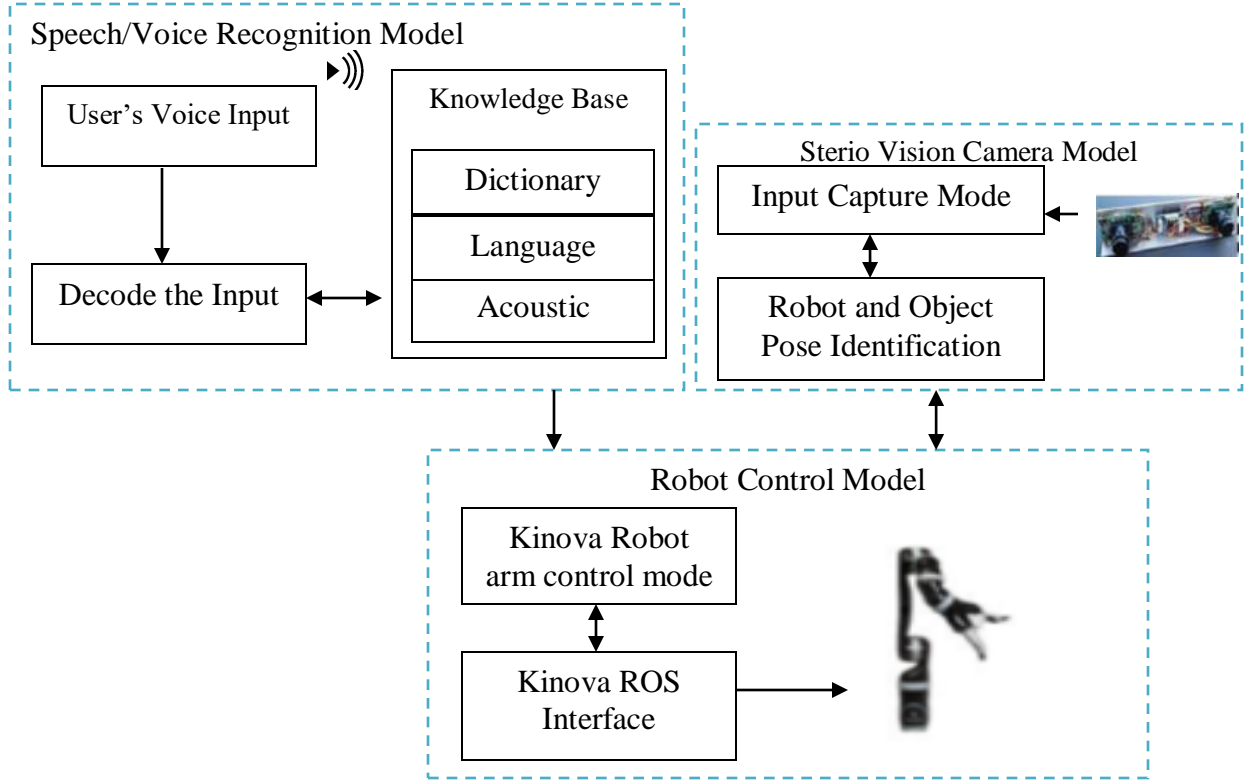 Speech/Voice Recognition Model
User’s Voice Input
Decode the Input
Knowledge Base
Dictionary
Language
Acoustic
Sterio Vision Camera Model
Input Capture Mode
Robot and Object
Pose Identification
Robot Control Model
Kinova Robot
arm control mode
Kinova ROS
Interface